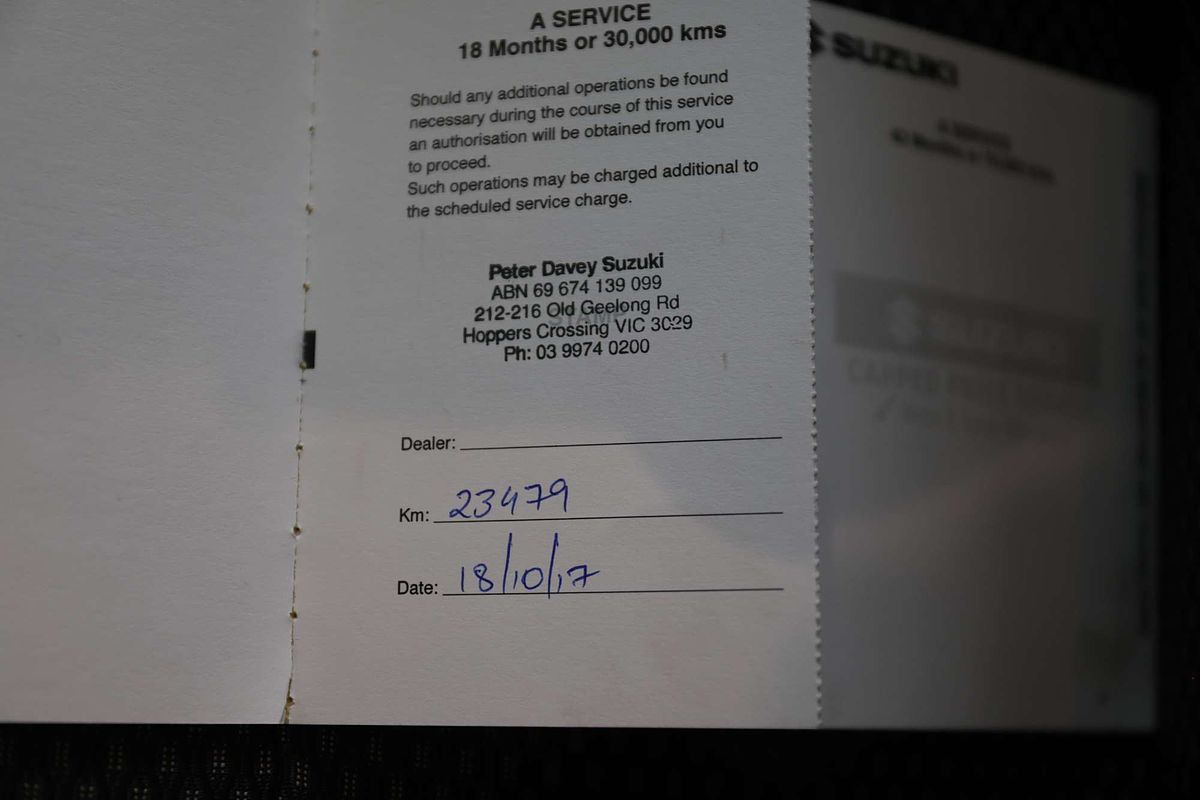 A SERVICE
18 Months or 30,000 kms
Should any additional operations be found
necessary during the course of this service
an authorisation will be obtained from you
to proceed.
Such operations may be charged additional to
the scheduled service charge.
Peter Davey Suzuki
ABN 69 674 139 099
212-216 Old Geelong Rd
STAMP
Hoppers Crossing VIC 3029
Ph: 03 9974 0200
Dealer:
Km: 23479
Date: 18/10/17
SUZUKI
A SERVICE